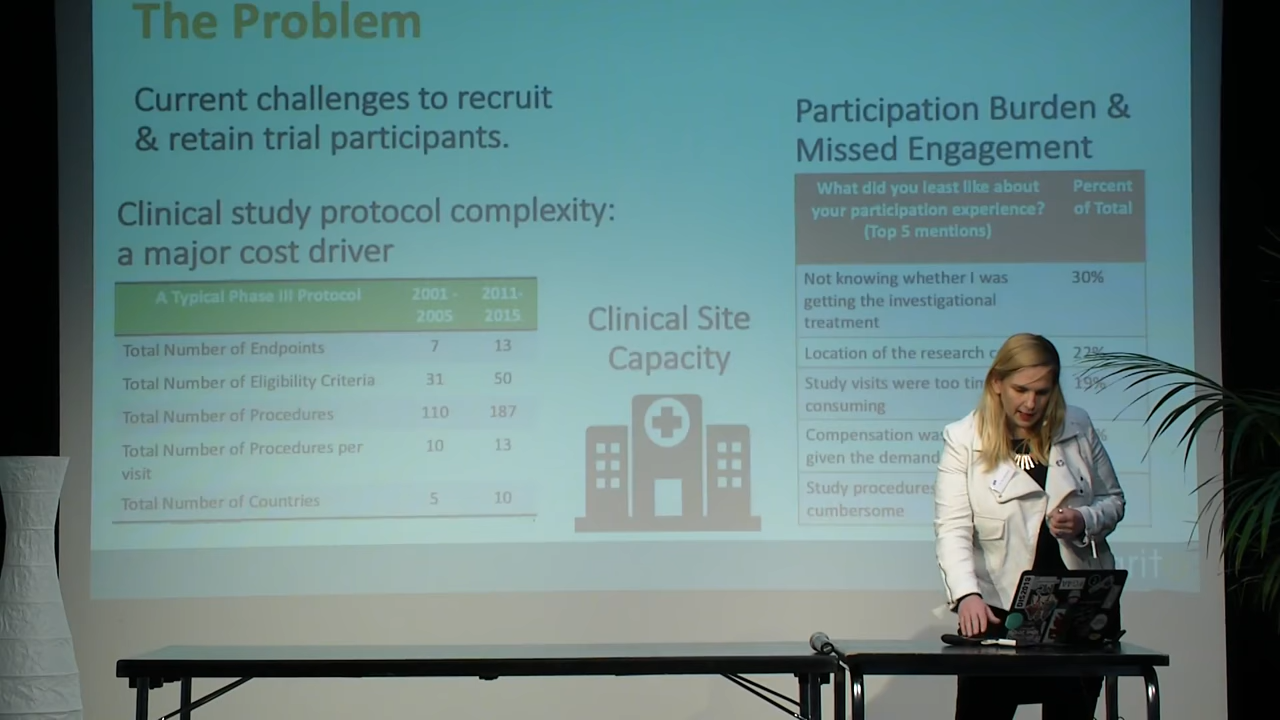 The Problem
Current challenges to recruit
& retain trial participants.
Clinical study protocol complexity:
a major cost driver
A Typical Phase III Protocol 2001 - 2011-
2005 2015
Total Number of Endpoints 7 13
Total Number of Eligibility Criteria 31 50
Total Number of Procedures 110 187
Total Number of Procedures per 10 13
visit
Total Number of Countries 5 10
Clinical Site
Capacity
Participation Burden &
Missed Engagement
What did you least like about Percent
your participation experience? of Total
(Top 5 mentions)
Not knowing whether I was 30%
getting the investigational
treatment
Location of the research 22%
Study visits were too 19%
consuming
Compensation
given the
Study procedures
cumbersome
DIS2018